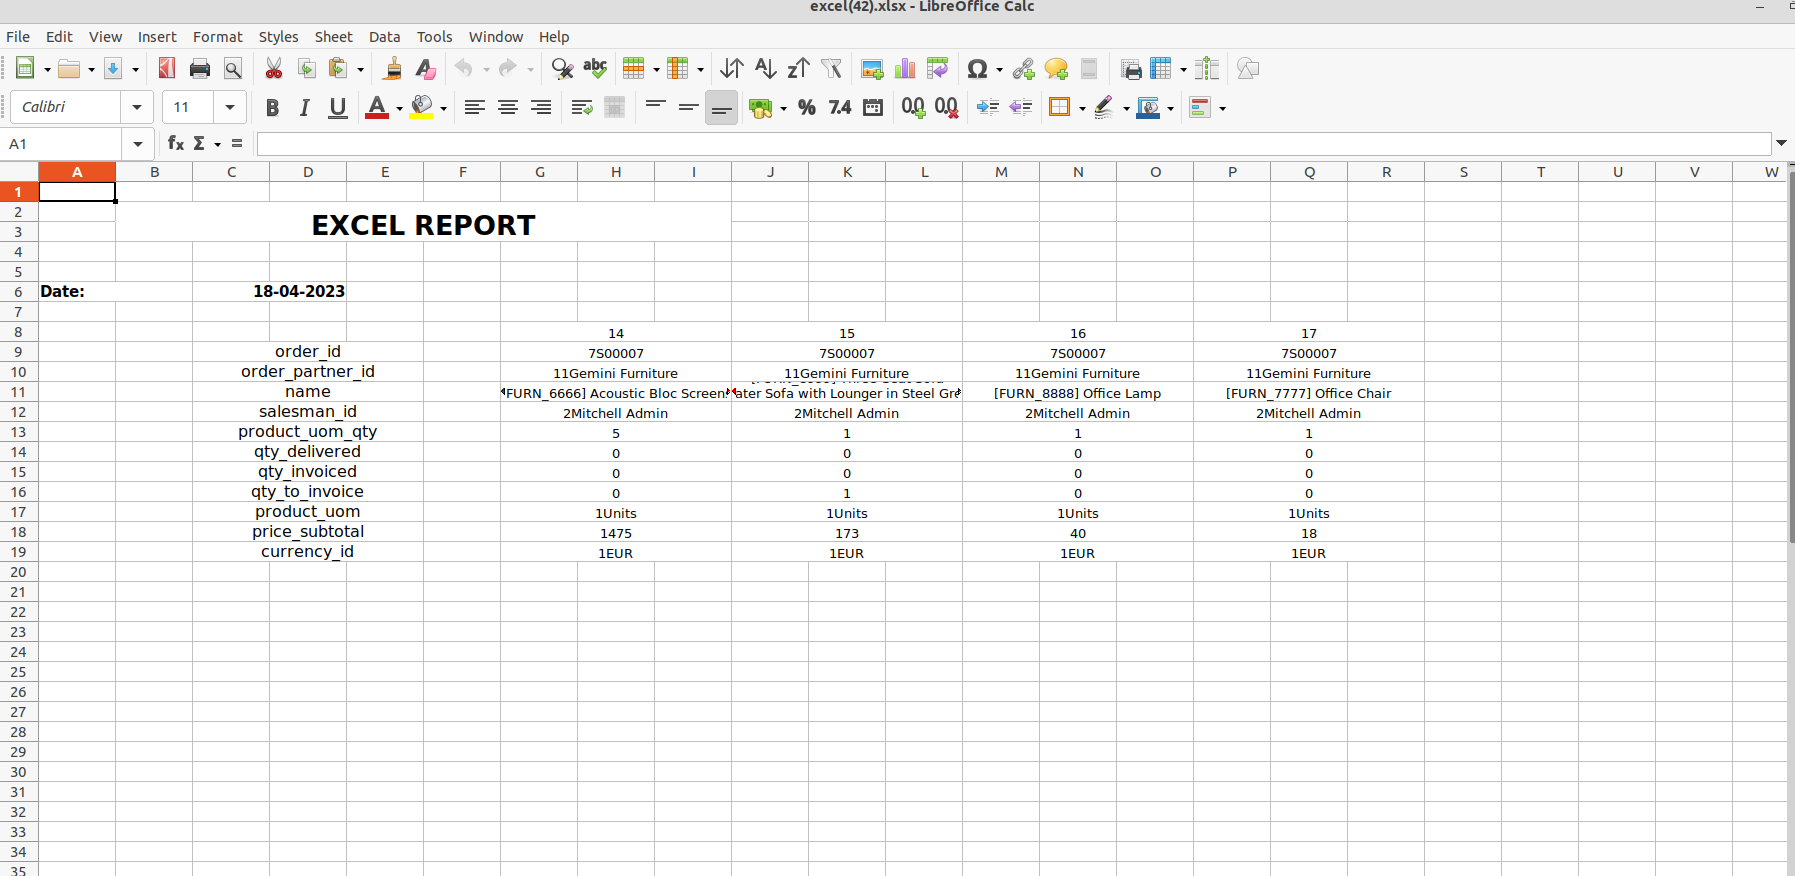 excel(42).xlsx - LibreOffice Calc
File Edit View Insert Format Styles Sheet Data Tools Window Help
Calibri 11 B I U A % 7.4 0.0 0.0
A1 fx Σ =
A B C D E F G H I J K L M N O P Q R S T U V W
1
2
EXCEL REPORT
3
4
5
6 Date: 18-04-2023
7
8 14 15 16 17
9 order_id 7S00007 7S00007 7S00007 7S00007
10 order_partner_id 11Gemini Furniture 11Gemini Furniture 11Gemini Furniture 11Gemini Furniture
11 name [FURN_6666] Acoustic Bloc Screen ater Sofa with Lounger in Steel Gre [FURN_8888] Office Lamp [FURN_7777] Office Chair
12 salesman_id 2Mitchell Admin 2Mitchell Admin 2Mitchell Admin 2Mitchell Admin
13 product_uom_qty 5 1 1 1
14 qty_delivered 0 0 0 0
15 qty_invoiced 0 0 0 0
16 qty_to_invoice 0 1 0 0
17 product_uom 1Units 1Units 1Units 1Units
18 price_subtotal 1475 173 40 18
19 currency_id 1EUR 1EUR 1EUR 1EUR
20
21
22
23
24
25
26
27
28
29
30
31
32
33
34
35